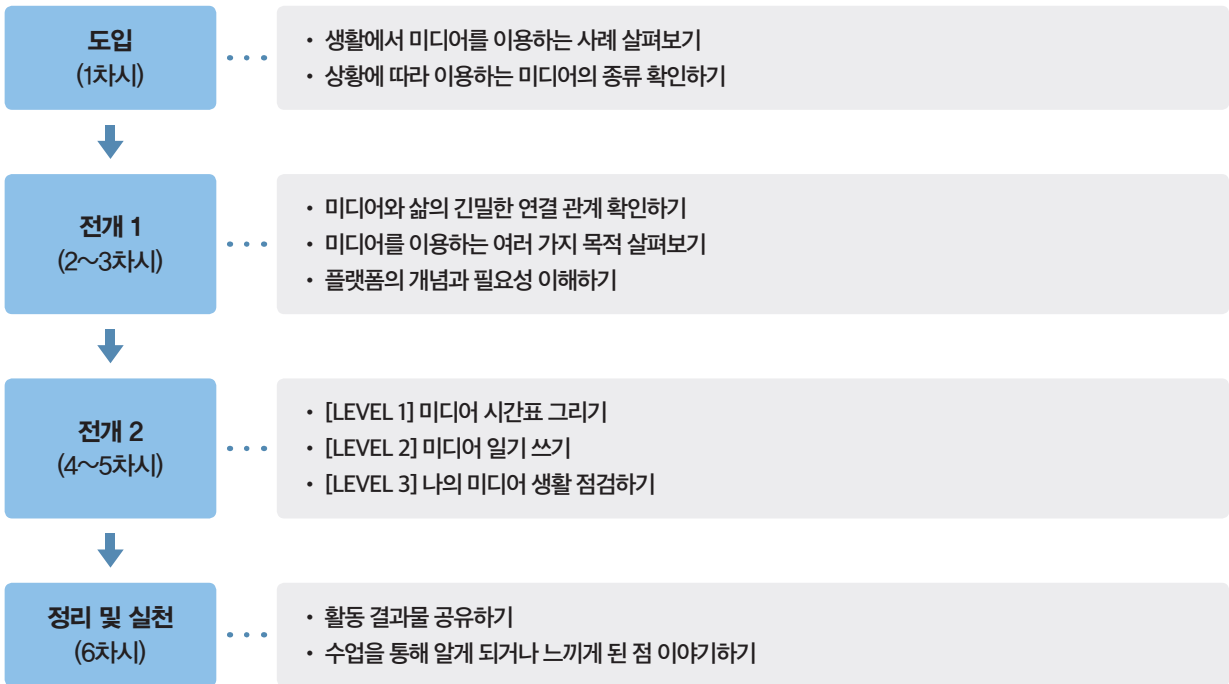 도입
(1차시)
• 생활에서 미디어를 이용하는 사례 살펴보기
• 상황에 따라 이용하는 미디어의 종류 확인하기
전개 1
(2~3차시)
• 미디어와 삶의 긴밀한 연결 관계 확인하기
• 미디어를 이용하는 여러 가지 목적 살펴보기
• 플랫폼의 개념과 필요성 이해하기
전개 2
(4~5차시)
• [LEVEL 1] 미디어 시간표 그리기
• [LEVEL 2] 미디어 일기 쓰기
• [LEVEL 3] 나의 미디어 생활 점검하기
정리 및 실천
(6차시)
• 활동 결과물 공유하기
• 수업을 통해 알게 되거나 느끼게 된 점 이야기하기